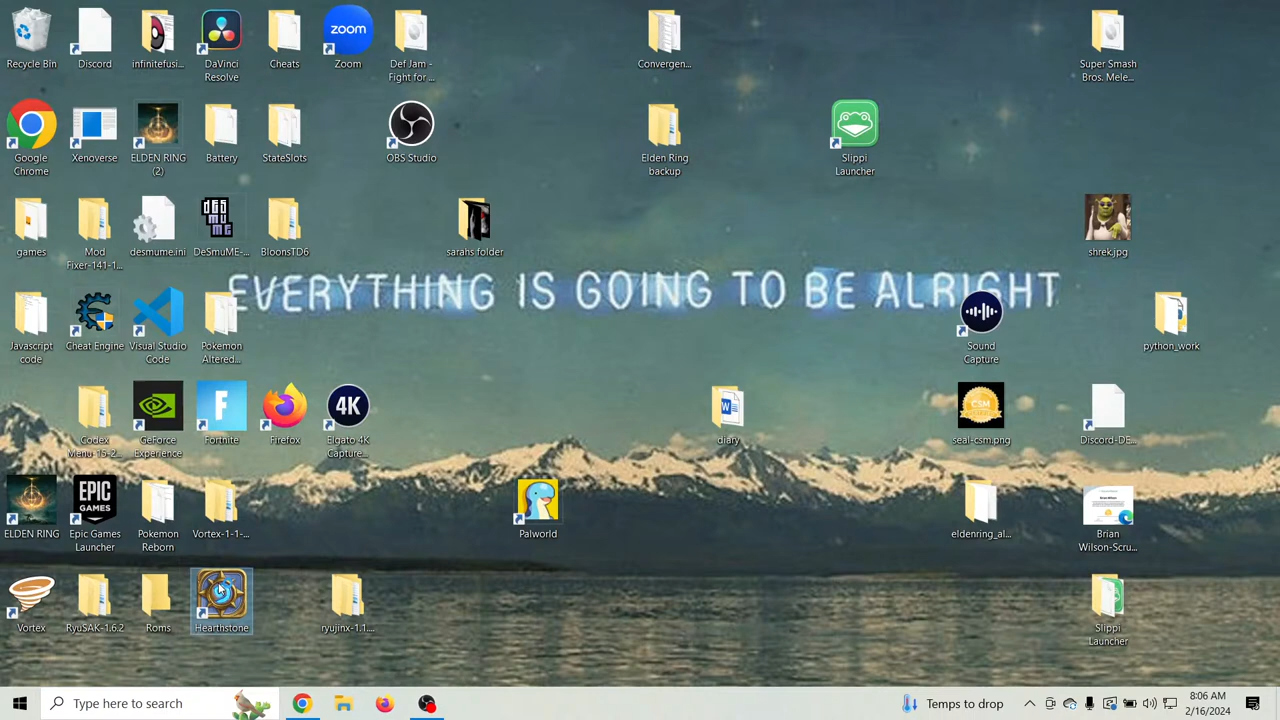 Recycle Bin
Discord
infinitefusi...
DaVinci
Resolve
Cheats
zoom
Zoom
Def Jam -
Fight for ...
Convergen...
Super Smash
Bros. Mele...
Google
Chrome
Xenoverse
ELDEN RING
(2)
Battery
StateSlots
OBS Studio
Elden Ring
backup
Slippi
Launcher
games
Mod
Fixer-141-1...
desmume.ini
DeSmuME-...
BloonsTD6
sarahs folder
shrek.jpg
EVERYTHING IS GOING TO BE ALRIGHT
Javascript
code
Cheat Engine
Visual Studio
Code
Pokemon
Altered...
Sound
Capture
python_work
Codex
Menu-15-2...
GeForce
Experience
F
Fortnite
Firefox
4K
Elgato 4K
Capture...
diary
CSM
seal-csm.png
Discord-DE...
ELDEN RING
EPIC
GAMES
Epic Games
Launcher
Pokemon
Reborn
Vortex-1-1-...
Palworld
eldenring_al...
Brian
Wilson-Scru...
Vortex
RyuSAK-1.6.2
Roms
Hearthstone
ryujinx-1.1....
Slippi
Launcher
Type here to search
Temps to drop
8:06 AM
2/16/2024